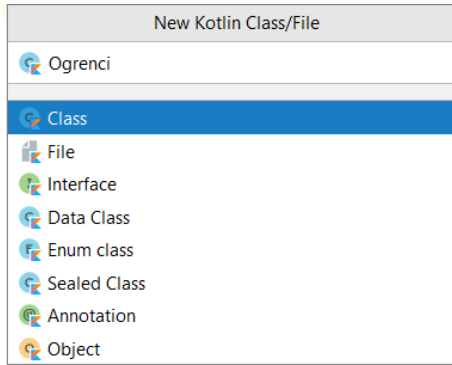 New Kotlin Class/File
Ogrenci
Class
File
Interface
Data Class
Enum class
Sealed Class
Annotation
Object